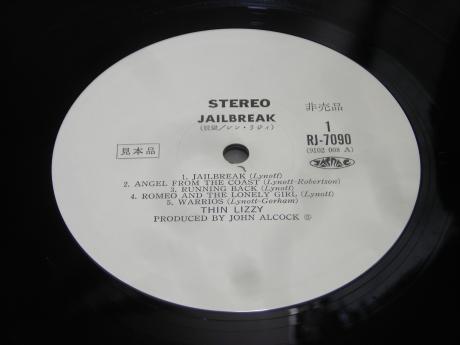 STEREO
JAILBREAK
(脱獄/シン・リジィ)
非売品
1
RJ-7090
(9102 008 A)
見本品
1. JAILBREAK (Lynott)
2. ANGEL FROM THE COAST (Lynott-Robertson)
3. RUNNING BACK (Lynott)
4. ROMEO AND THE LONELY GIRL (Lynott)
5. WARRIOS (Lynott-Gorham)
THIN LIZZY
PRODUCED BY JOHN ALCOCK Ⓟ